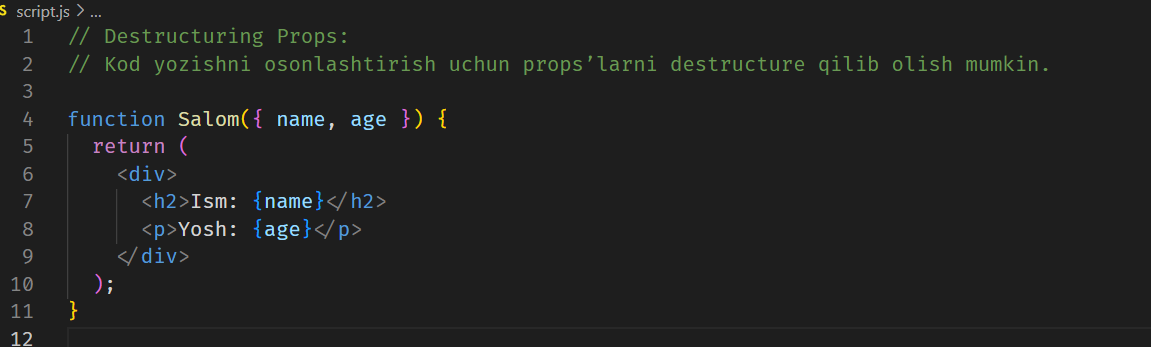 S script.js > ...
1 // Destructuring Props:
2 // Kod yozishni osonlashtirish uchun props’larni destructure qilib olish mumkin.
3
4 function Salom({ name, age }) {
5   return (
6     <div>
7       <h2>Ism: {name}</h2>
8       <p>Yosh: {age}</p>
9     </div>
10   );
11 }
12